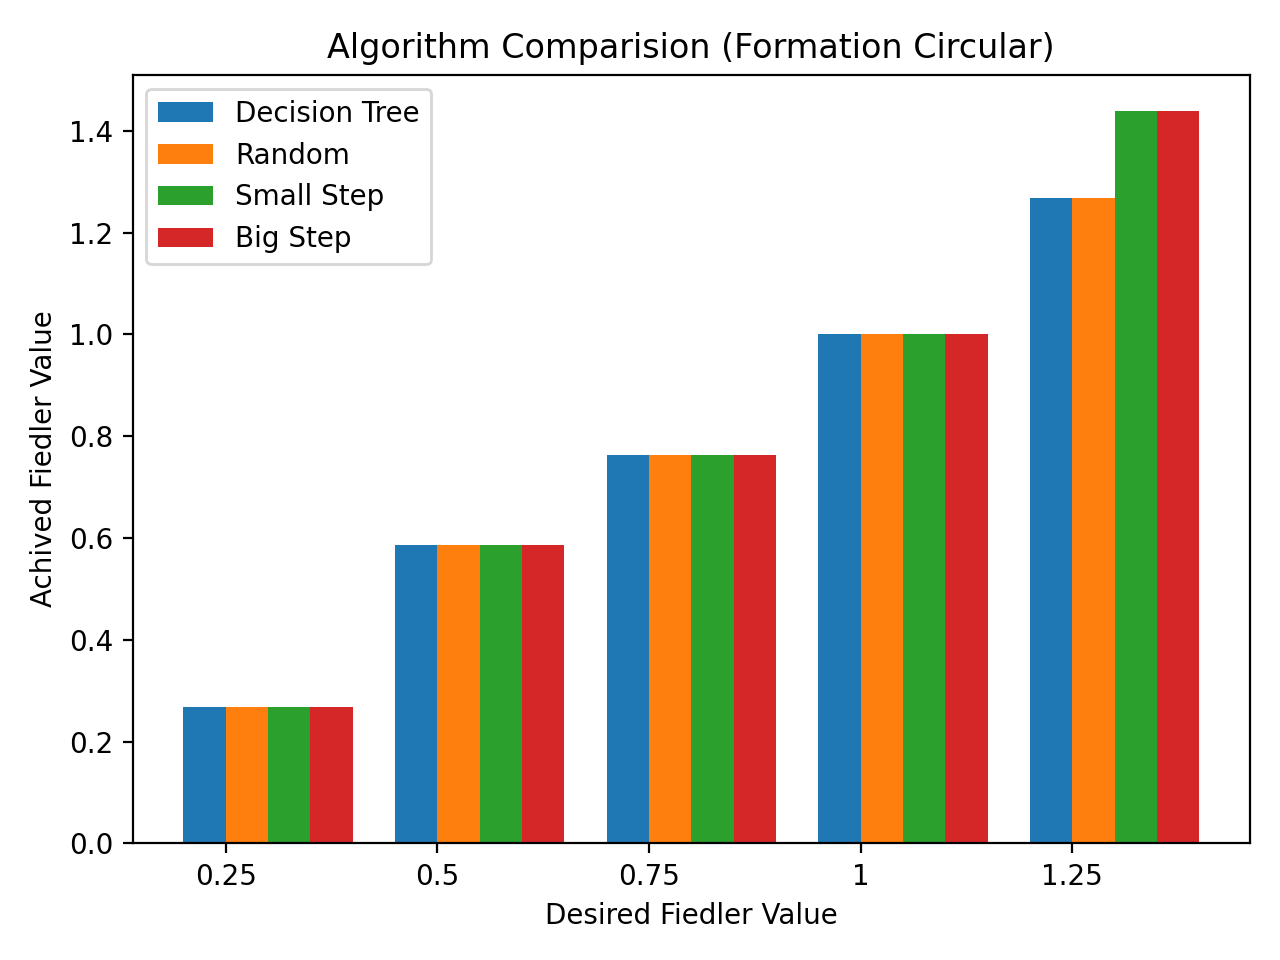 Algorithm Comparision (Formation Circular)
Decision Tree
Random
Small Step
Big Step
Achived Fiedler Value
1.4
1.2
1.0
0.8
0.6
0.4
0.2
0.0
0.25 0.5 0.75 1 1.25
Desired Fiedler Value